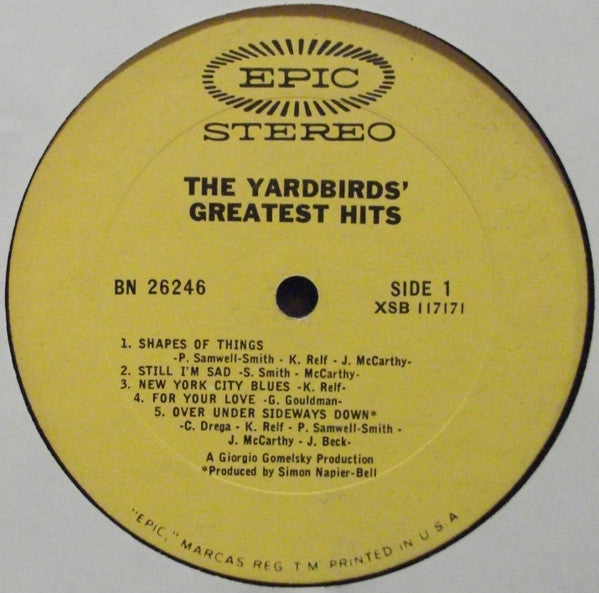 EPIC
STEREO
THE YARDBIRDS'
GREATEST HITS
BN 26246
SIDE 1
XSB 117171
1. SHAPES OF THINGS
-P. Samwell-Smith - K. Relf - J. McCarthy-
2. STILL I'M SAD -S. Smith - McCarthy-
3. NEW YORK CITY BLUES -K. Relf-
4. FOR YOUR LOVE -G. Gouldman-
5. OVER UNDER SIDEWAYS DOWN*
-C. Drega - K. Relf - P. Samwell-Smith -
J. McCarthy - J. Beck-
A Giorgio Gomelsky Production
*Produced by Simon Napier-Bell
"EPIC," MARCAS REG T M PRINTED IN U S A